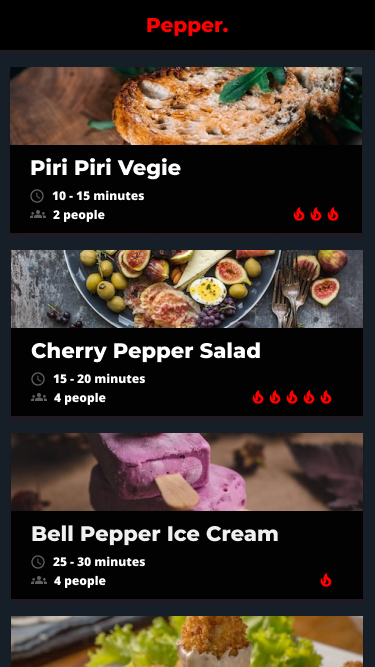 Pepper.
Piri Piri Vegie
10 - 15 minutes
2 people
Cherry Pepper Salad
15 - 20 minutes
4 people
Bell Pepper Ice Cream
25 - 30 minutes
4 people